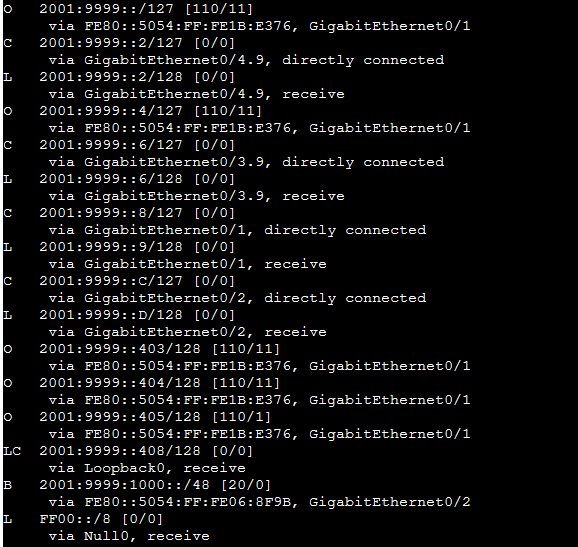 O   2001:9999::/127 [110/11]
     via FE80::5054:FF:FE1B:E376, GigabitEthernet0/1
C   2001:9999::2/127 [0/0]
     via GigabitEthernet0/4.9, directly connected
L   2001:9999::2/128 [0/0]
     via GigabitEthernet0/4.9, receive
O   2001:9999::4/127 [110/11]
     via FE80::5054:FF:FE1B:E376, GigabitEthernet0/1
C   2001:9999::6/127 [0/0]
     via GigabitEthernet0/3.9, directly connected
L   2001:9999::6/128 [0/0]
     via GigabitEthernet0/3.9, receive
C   2001:9999::8/127 [0/0]
     via GigabitEthernet0/1, directly connected
L   2001:9999::9/128 [0/0]
     via GigabitEthernet0/1, receive
C   2001:9999::C/127 [0/0]
     via GigabitEthernet0/2, directly connected
L   2001:9999::D/128 [0/0]
     via GigabitEthernet0/2, receive
O   2001:9999::403/128 [110/11]
     via FE80::5054:FF:FE1B:E376, GigabitEthernet0/1
O   2001:9999::404/128 [110/11]
     via FE80::5054:FF:FE1B:E376, GigabitEthernet0/1
O   2001:9999::405/128 [110/1]
     via FE80::5054:FF:FE1B:E376, GigabitEthernet0/1
LC  2001:9999::408/128 [0/0]
     via Loopback0, receive
B   2001:9999:1000::/48 [20/0]
     via FE80::5054:FF:FE06:8F9B, GigabitEthernet0/2
L   FF00::/8 [0/0]
     via Null0, receive